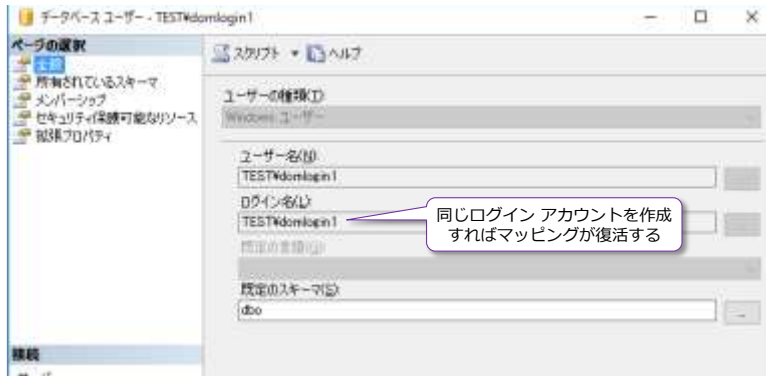 データベース ユーザー - TEST¥domlogin1
ページの選択
全般
所有されているスキーマ
メンバーシップ
セキュリティ保護可能なリソース
拡張プロパティ
スクリプト
ヘルプ
ユーザーの種類(T)
Windows ユーザー
ユーザー名(N)
TEST¥domlogin1
ログイン名(L)
TEST¥domlogin1
同じログイン アカウントを作成
すればマッピングが復活する
既定の言語(G)
既定のスキーマ(E)
dbo
...
接続